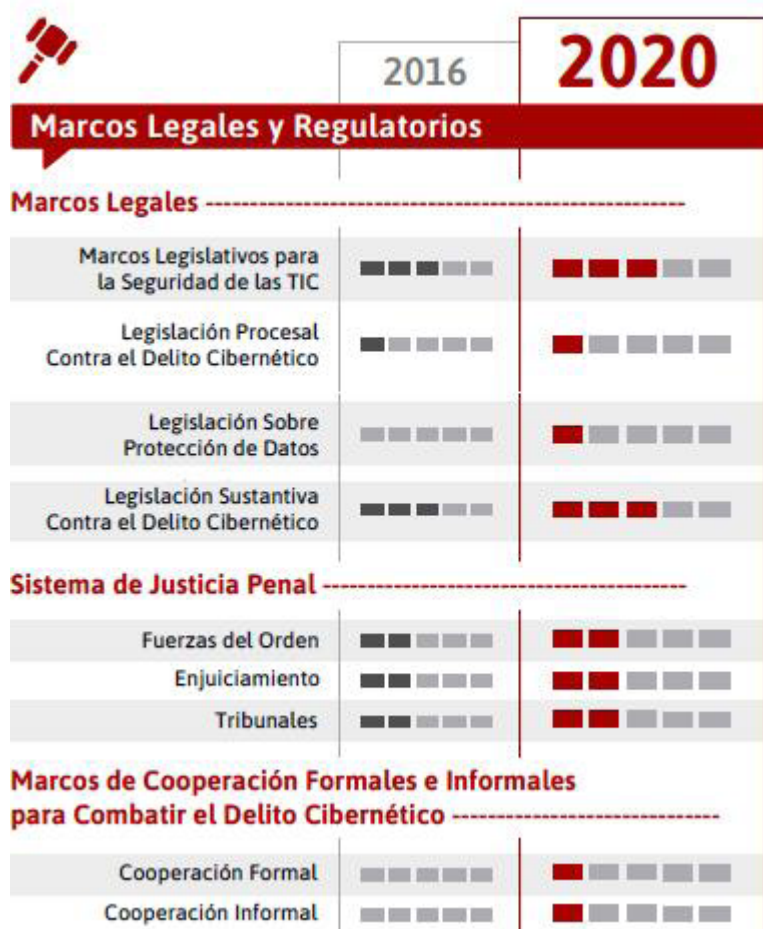 2016
2020
Marcos Legales y Regulatorios
Marcos Legales
Marcos Legislativos para
la Seguridad de las TIC
Legislación Procesal
Contra el Delito Cibernético
Legislación Sobre
Protección de Datos
Legislación Sustantiva
Contra el Delito Cibernético
Sistema de Justicia Penal
Fuerzas del Orden
Enjuiciamiento
Tribunales
Marcos de Cooperación Formales e Informales
para Combatir el Delito Cibernético
Cooperación Formal
Cooperación Informal